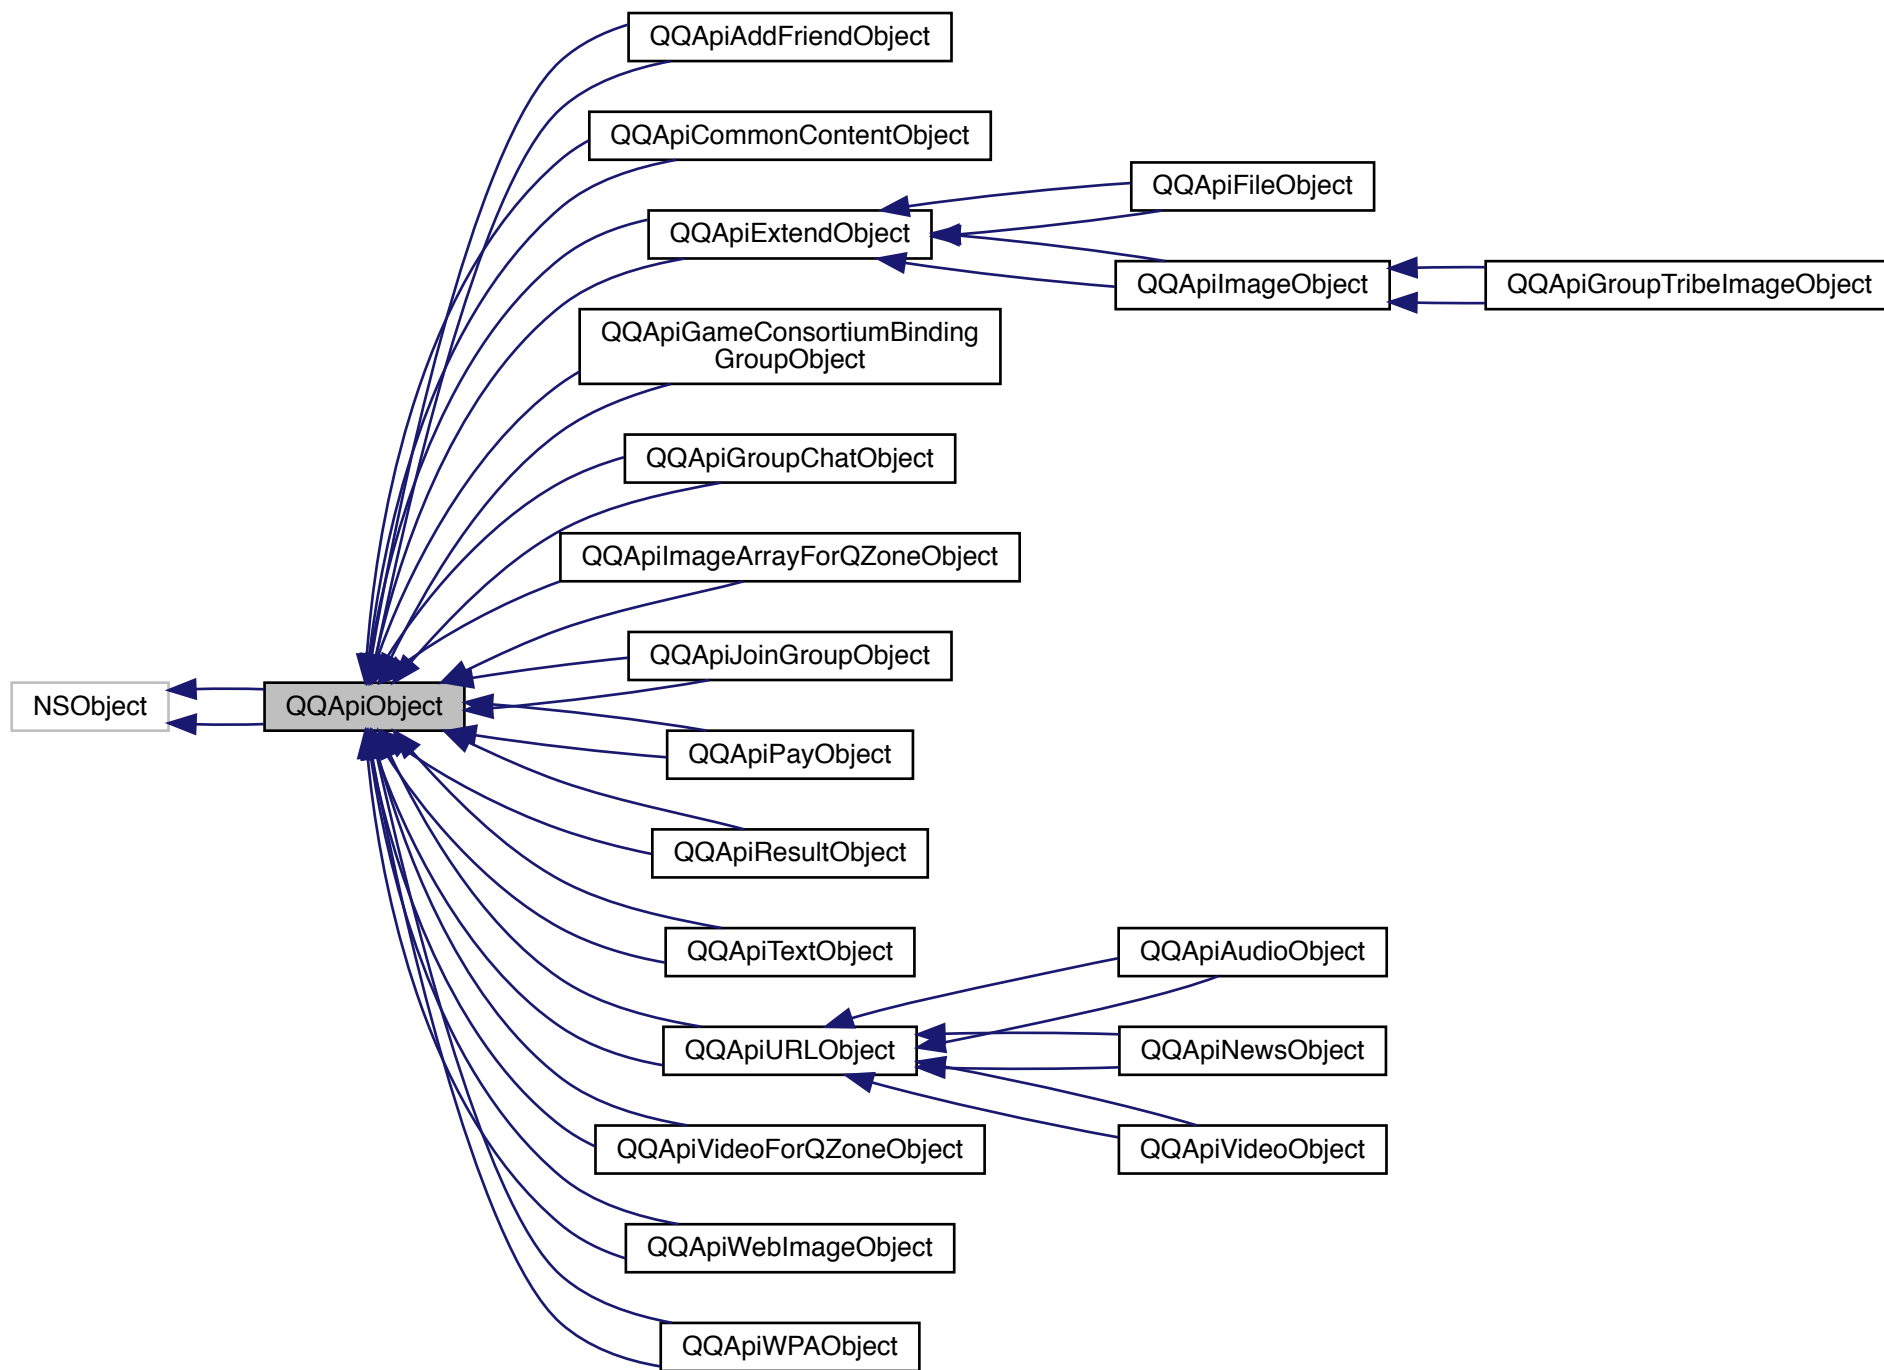 QQApiAddFriendObject
QQApiCommonContentObject
QQApiFileObject
QQApiExtendObject
QQApiImageObject
QQApiGroupTribeImageObject
QQApiGameConsortiumBinding
GroupObject
QQApiGroupChatObject
QQApiImageArrayForQZoneObject
QQApiJoinGroupObject
NSObject
QQApiObject
QQApiPayObject
QQApiResultObject
QQApiTextObject
QQApiAudioObject
QQApiURLObject
QQApiNewsObject
QQApiVideoForQZoneObject
QQApiVideoObject
QQApiWebImageObject
QQApiWPAObject